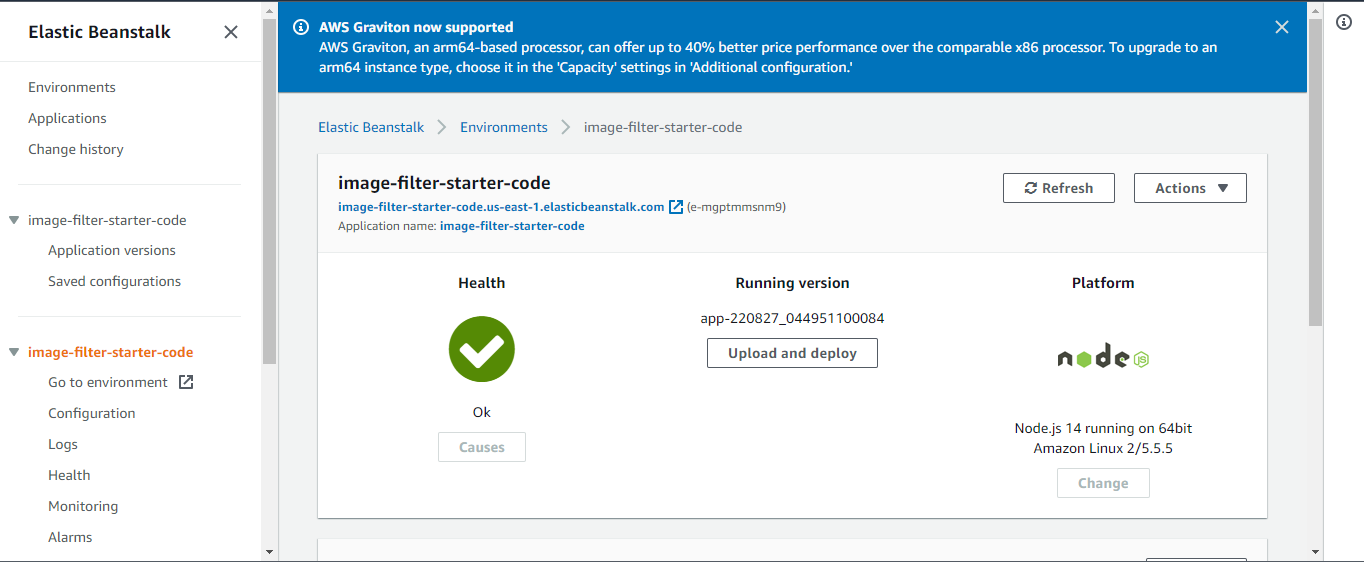 Elastic Beanstalk
Environments
Applications
Change history
image-filter-starter-code
Application versions
Saved configurations
image-filter-starter-code
Go to environment
Configuration
Logs
Health
Monitoring
Alarms
AWS Graviton now supported
AWS Graviton, an arm64-based processor, can offer up to 40% better price performance over the comparable x86 processor. To upgrade to an
arm64 instance type, choose it in the 'Capacity' settings in 'Additional configuration.'
Elastic Beanstalk > Environments > image-filter-starter-code
image-filter-starter-code
Refresh
Actions
image-filter-starter-code.us-east-1.elasticbeanstalk.com (e-mgptmmsnm9)
Application name: image-filter-starter-code
Health
Ok
Causes
Running version
app-220827_044951100084
Upload and deploy
Platform
node JS
Node.js 14 running on 64bit
Amazon Linux 2/5.5.5
Change